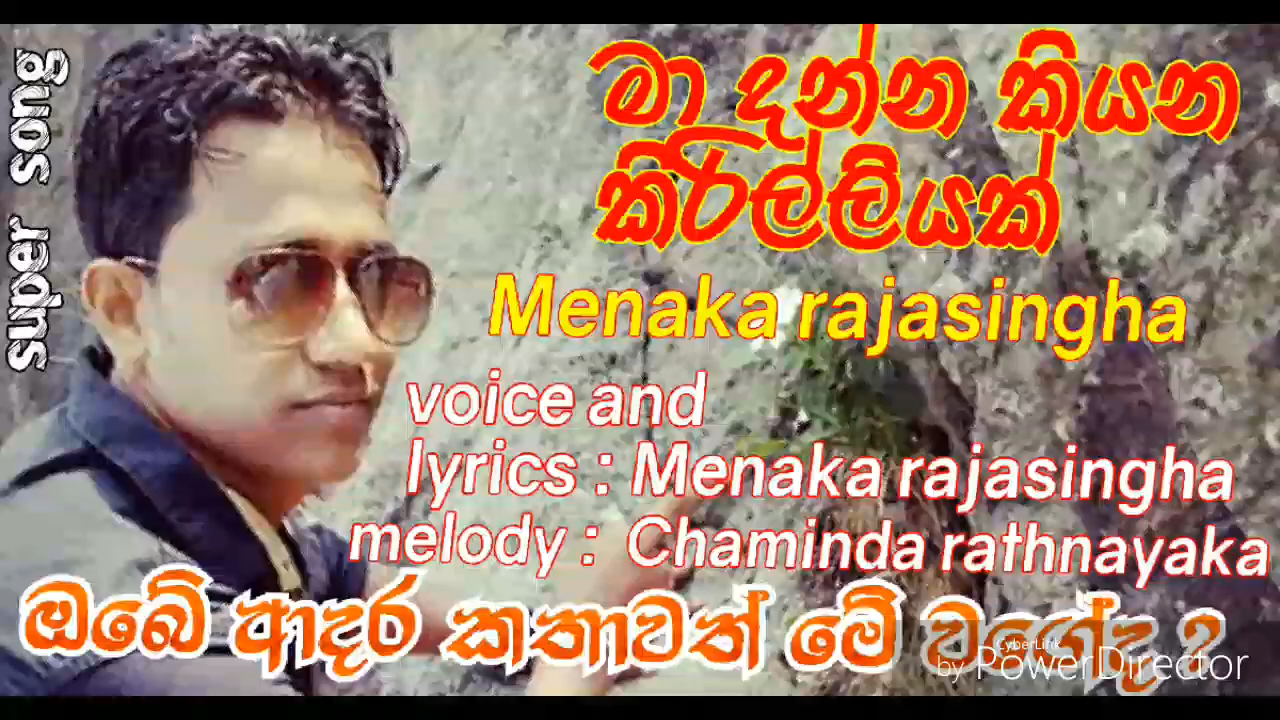 super song
මා දන්න කියන
කිරිල්ලියක්
Menaka rajasingha
voice and
lyrics : Menaka rajasingha
melody : Chaminda rathnayaka
ඔබේ ආදර කතාවත් මේ වගේද ?
CyberLink
by PowerDirector